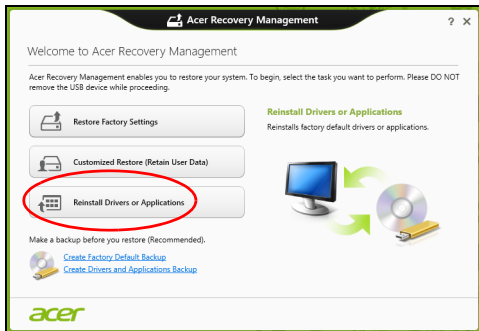 Acer Recovery Management
? X
Welcome to Acer Recovery Management
Acer Recovery Management enables you to restore your system. To begin, select the task you want to perform. Please DO NOT
remove the USB device while proceeding.
Restore Factory Settings
Customized Restore (Retain User Data)
Reinstall Drivers or Applications
Reinstall Drivers or Applications
Reinstalls factory default drivers or applications.
Make a backup before you restore (Recommended).
Create Factory Default Backup
Create Drivers and Applications Backup
acer